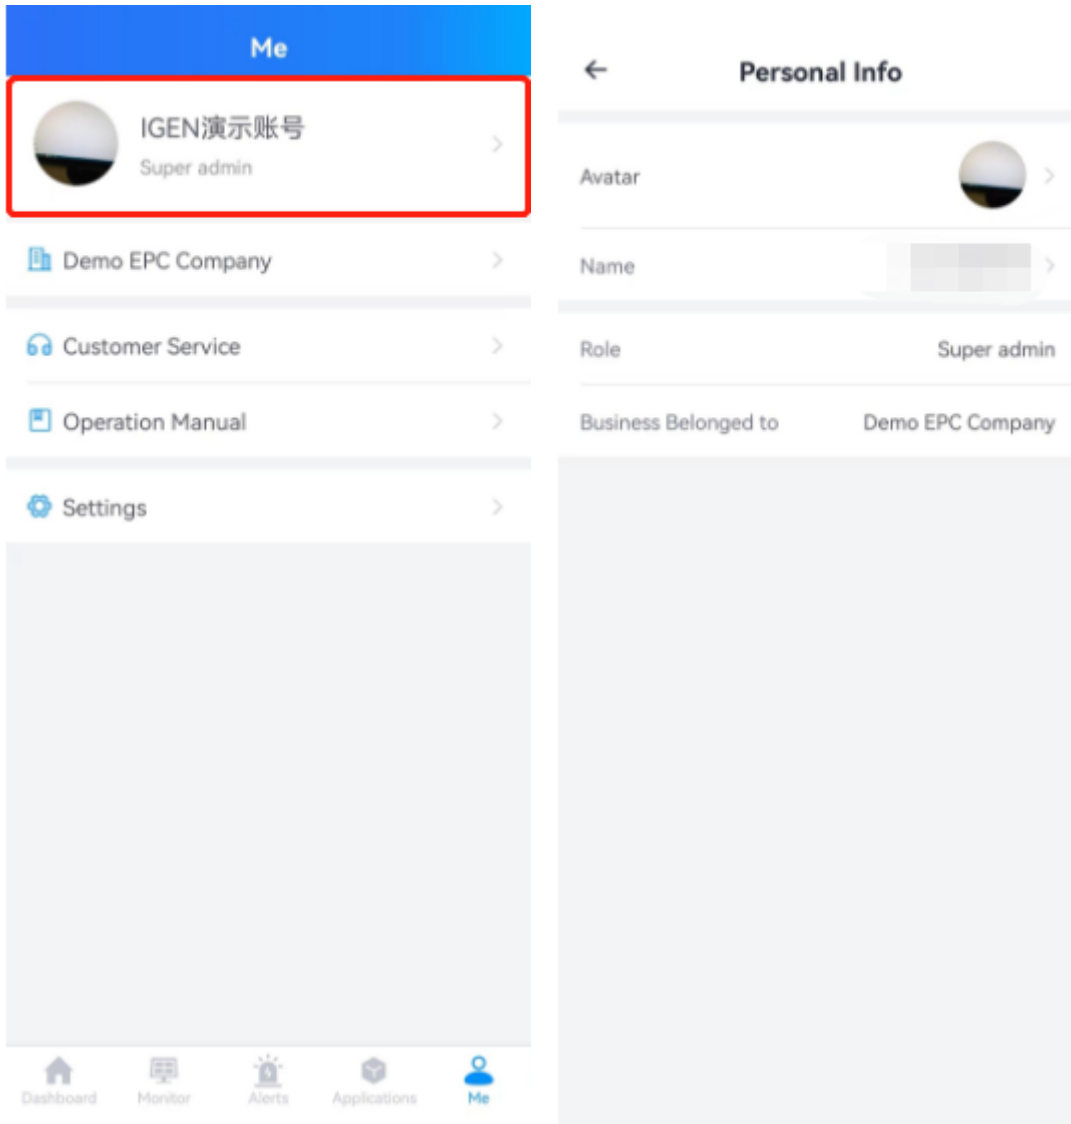 Me
IGEN演示账号
Super admin
Demo EPC Company
Customer Service
Operation Manual
Settings
Dashboard
Monitor
Alerts
Applications
Me
Personal Info
Avatar
Name
Role
Super admin
Business Belonged to
Demo EPC Company